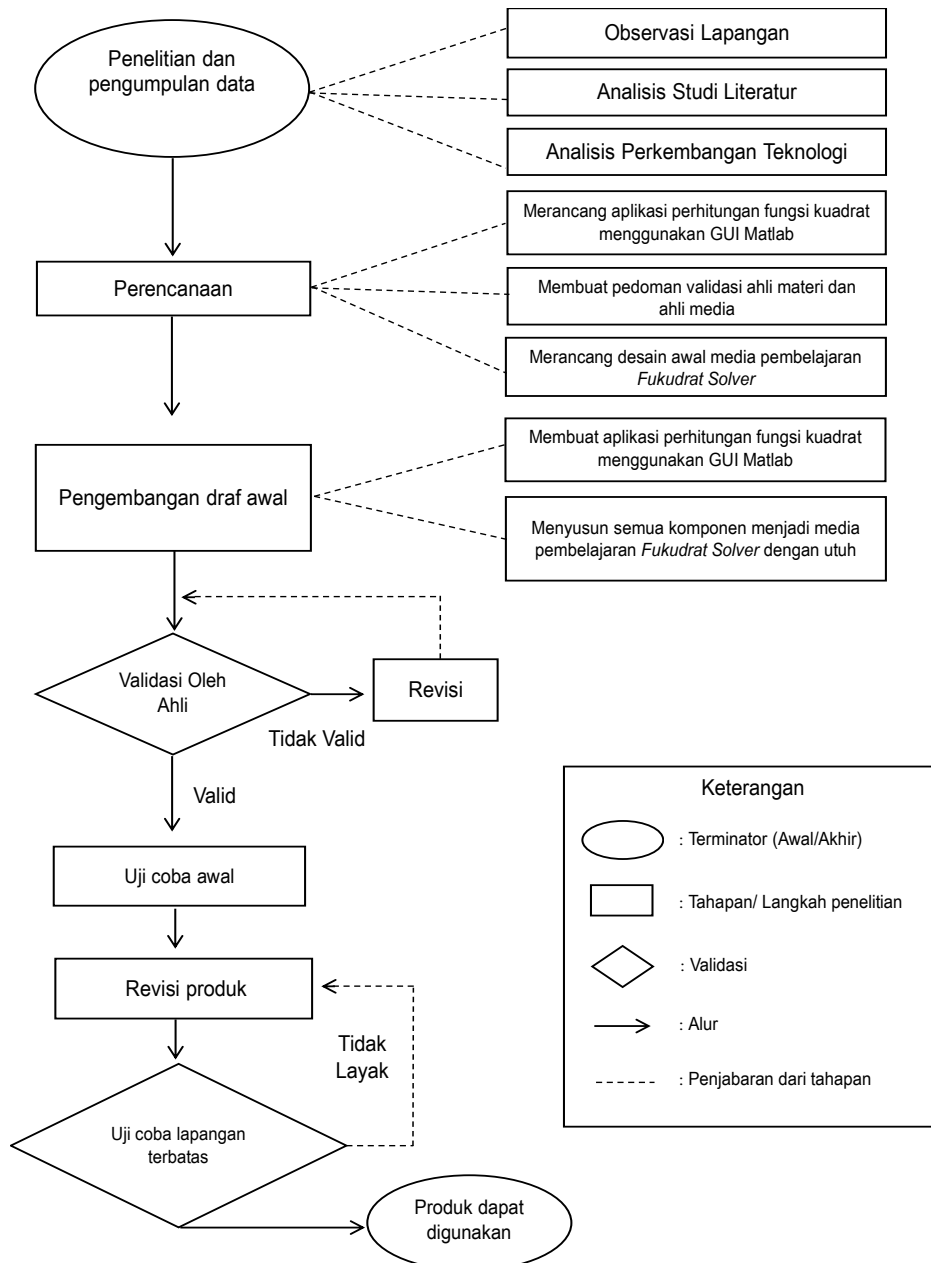 Penelitian dan
pengumpulan data
Observasi Lapangan
Analisis Studi Literatur
Analisis Perkembangan Teknologi
Perencanaan
Merancang aplikasi perhitungan fungsi kuadrat
menggunakan GUI Matlab
Membuat pedoman validasi ahli materi dan
ahli media
Merancang desain awal media pembelajaran
Fukudrat Solver
Pengembangan draf awal
Membuat aplikasi perhitungan fungsi kuadrat
menggunakan GUI Matlab
Menyusun semua komponen menjadi media
pembelajaran Fukudrat Solver dengan utuh
Validasi Oleh
Ahli
Revisi
Tidak Valid
Valid
Uji coba awal
Revisi produk
Tidak
Layak
Uji coba lapangan
terbatas
Produk dapat
digunakan
Keterangan
: Terminator (Awal/Akhir)
: Tahapan/ Langkah penelitian
: Validasi
: Alur
: Penjabaran dari tahapan